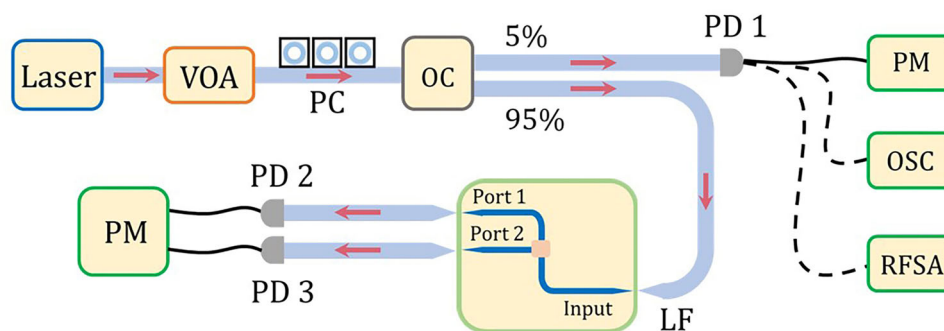 Laser
VOA
PC
OC
5%
95%
PD 1
PM
OSC
RFSA
PM
PD 2
PD 3
Port 1
Port 2
Input
LF